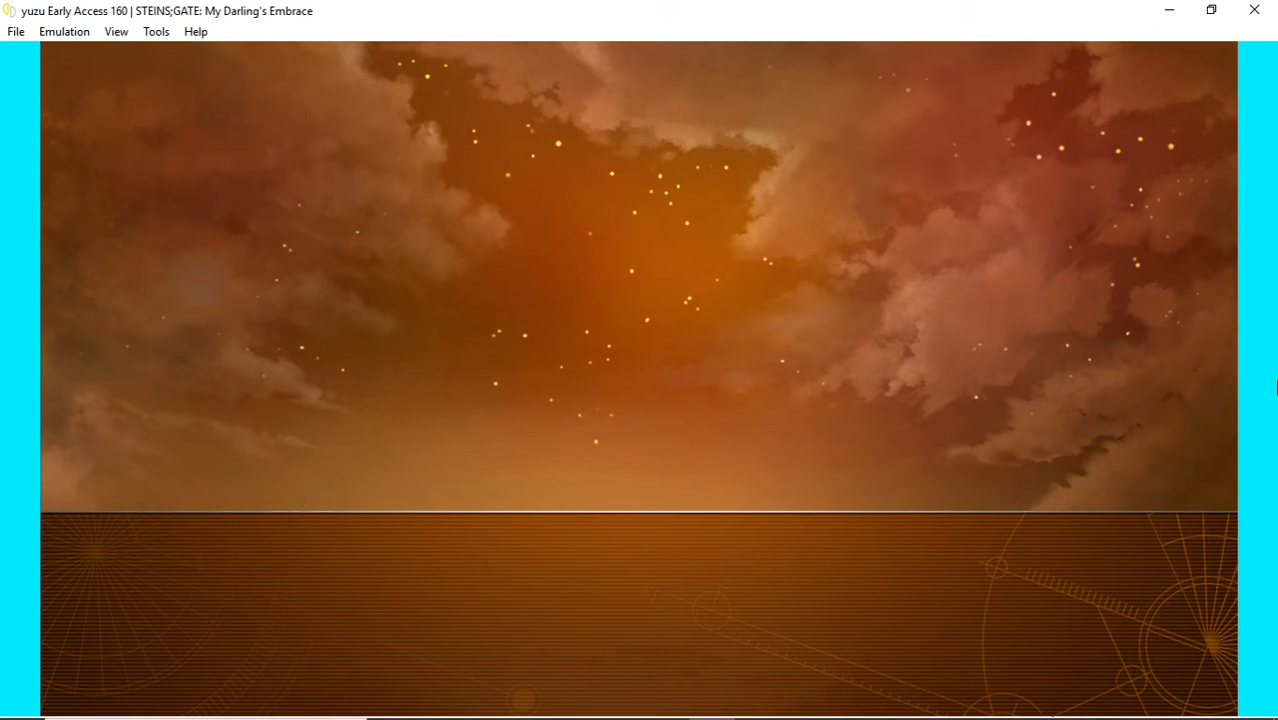 yuzu Early Access 160 | STEINS;GATE: My Darling's Embrace
File Emulation View Tools Help